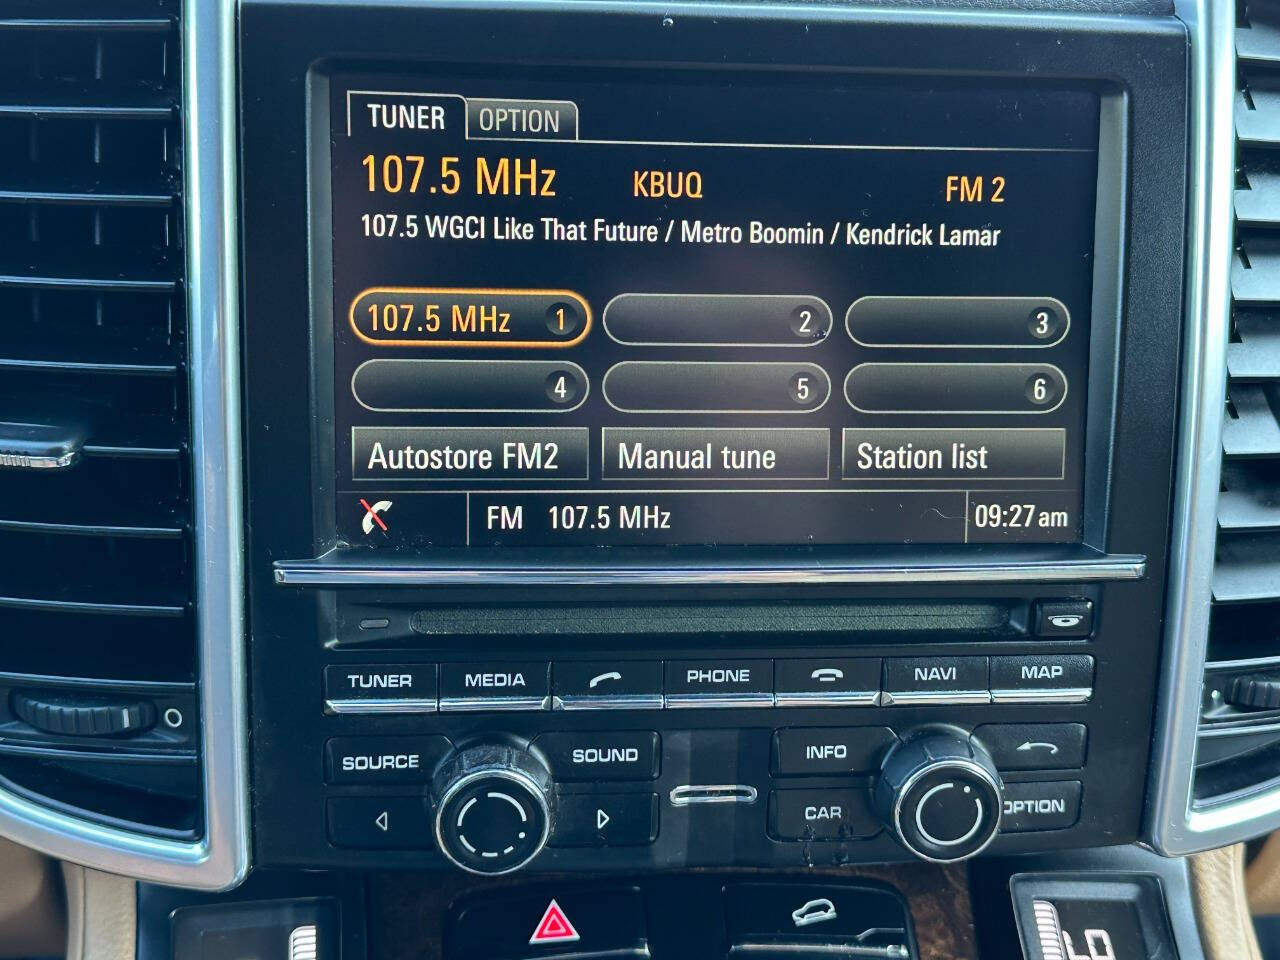 TUNER OPTION
107.5 MHz KBUQ FM 2
107.5 WGCI Like That Future / Metro Boomin / Kendrick Lamar
107.5 MHz 1 2 3
4 5 6
Autostore FM2 Manual tune Station list
FM 107.5 MHz 09:27 am
TUNER MEDIA PHONE NAVI MAP
SOURCE SOUND INFO
CAR OPTION
LO